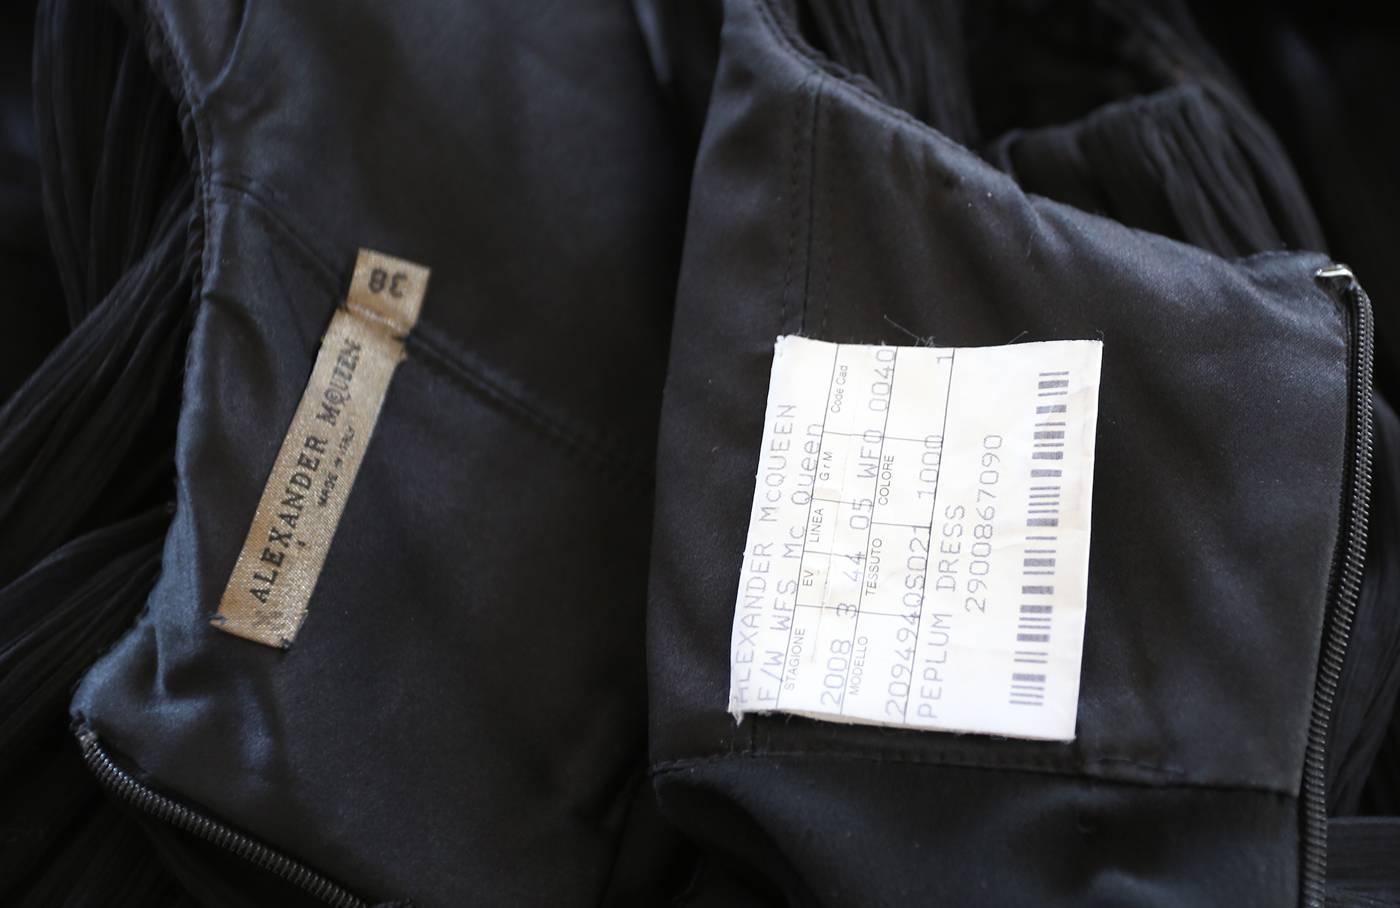 38
ALEXANDER MCQUEEN
MADE IN ITALY
ALEXANDER McQUEEN
F/W WFS Mc Queen
STAGIONE EV LINEA GTM Code Cad
2008 3 44 05 WF0 0040
MODELLO TESSUTO COLORE
209494QS021 1000 1
PEPLUM DRESS
2900867090